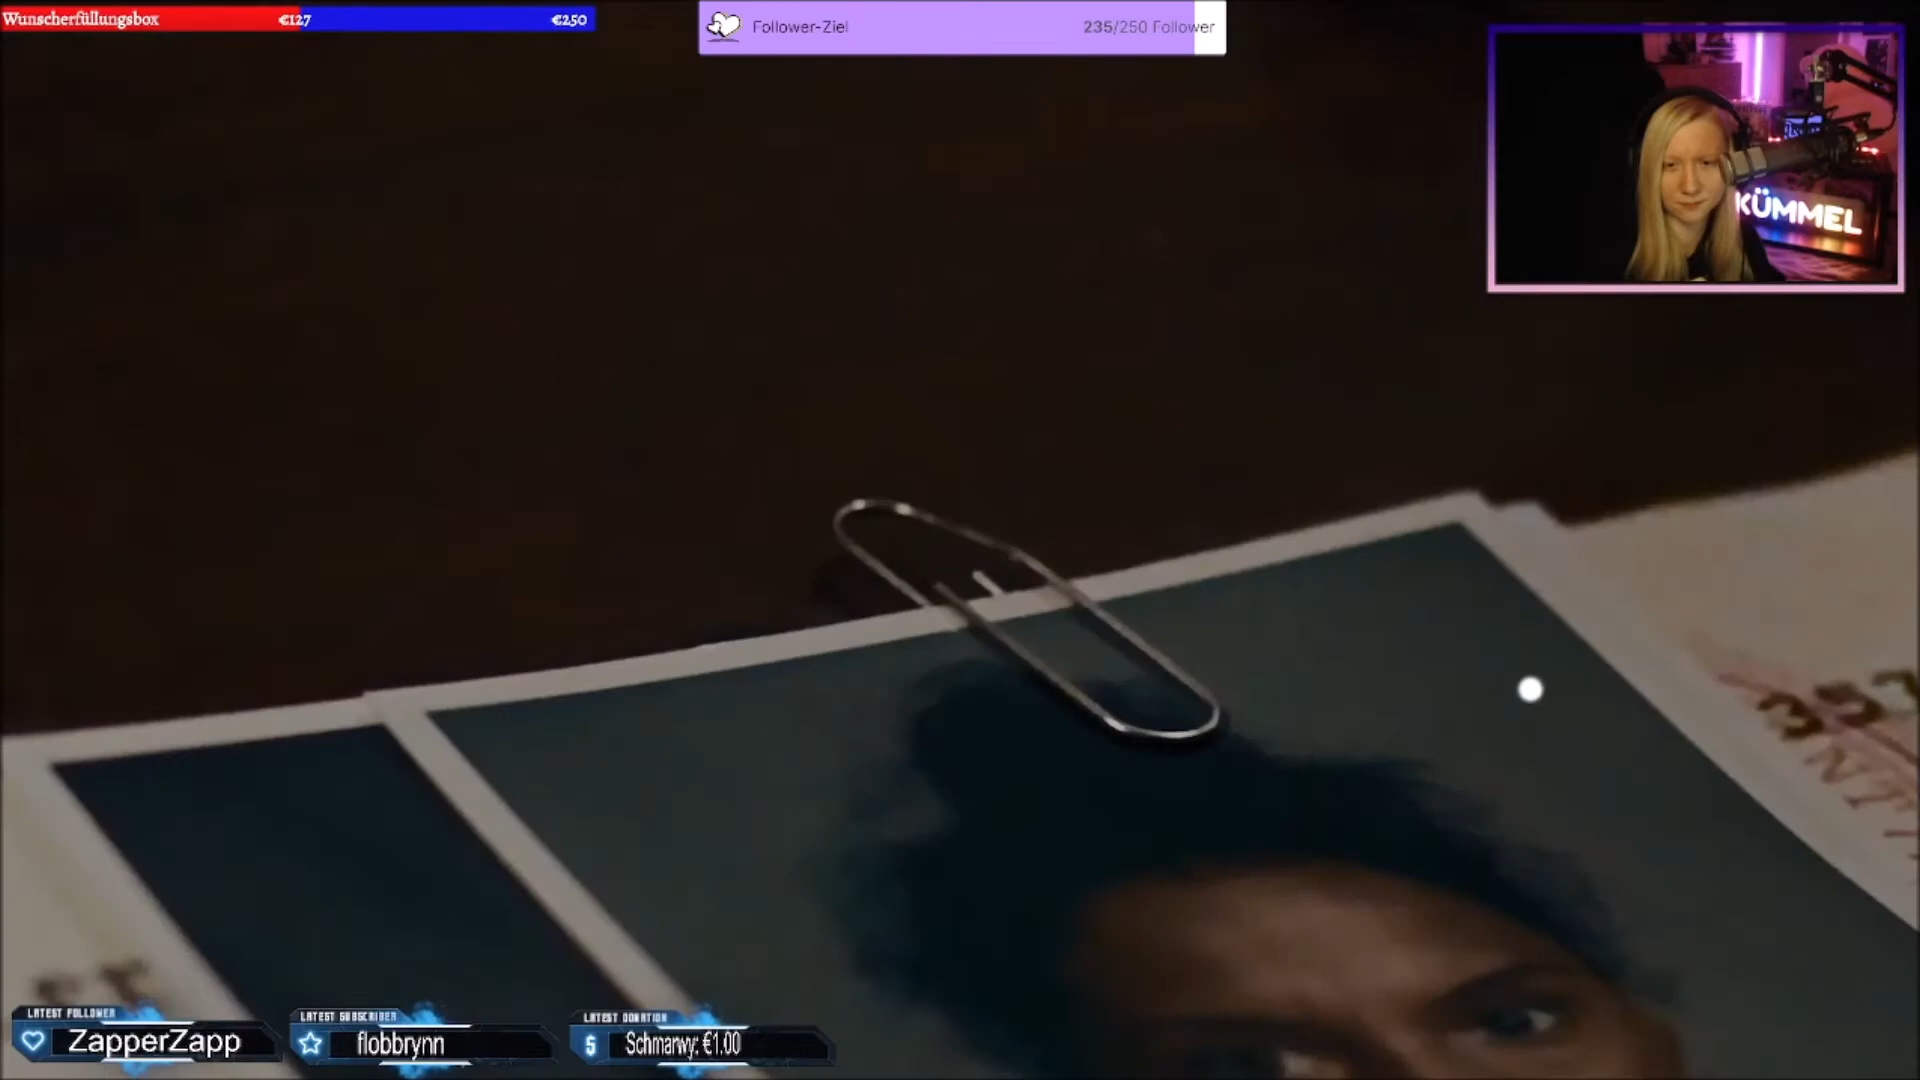 Wunscherfüllungsbox €127 €250
Follower-Ziel 235/250 Follower
KÜMMEL
LATEST FOLLOWER
ZapperZapp
LATEST SUBSCRIBER
flobbrynn
LATEST DONATION
$ Schmarwy: €1.00